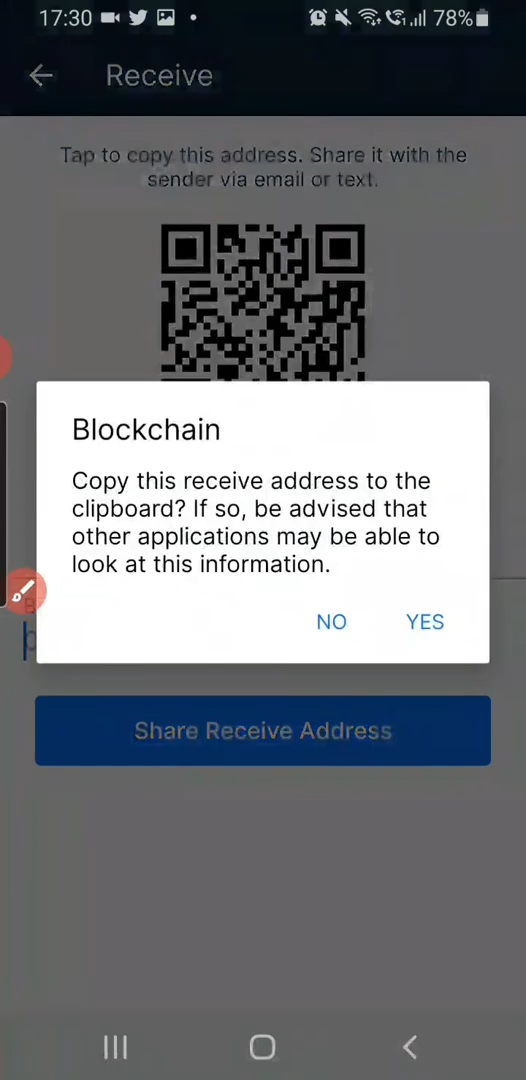 17:30 78%
Receive
Tap to copy this address. Share it with the
sender via email or text.
Blockchain
Copy this receive address to the
clipboard? If so, be advised that
other applications may be able to
look at this information.
NO YES
Share Receive Address